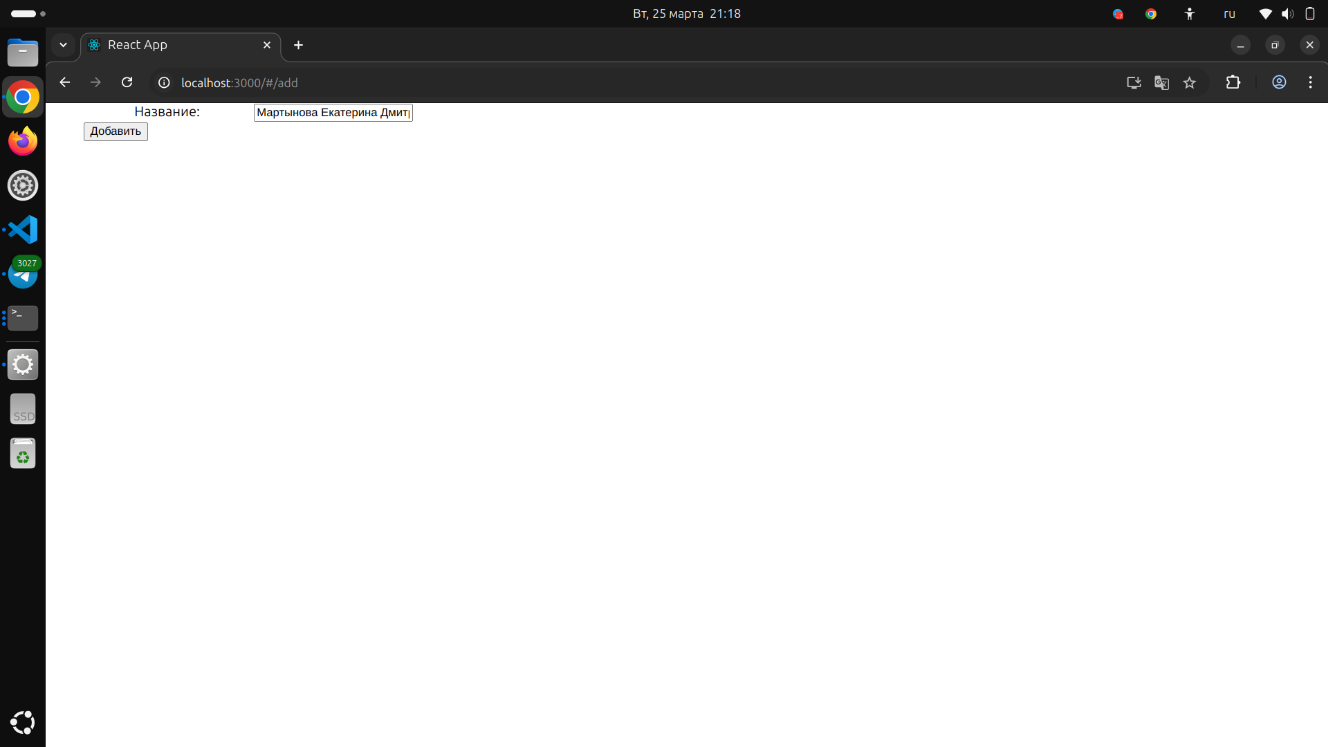 Вт, 25 марта 21:18
ru
React App
localhost:3000/#/add
Название:
Мартынова Екатерина Дмит
Добавить
3027
>_
SSD